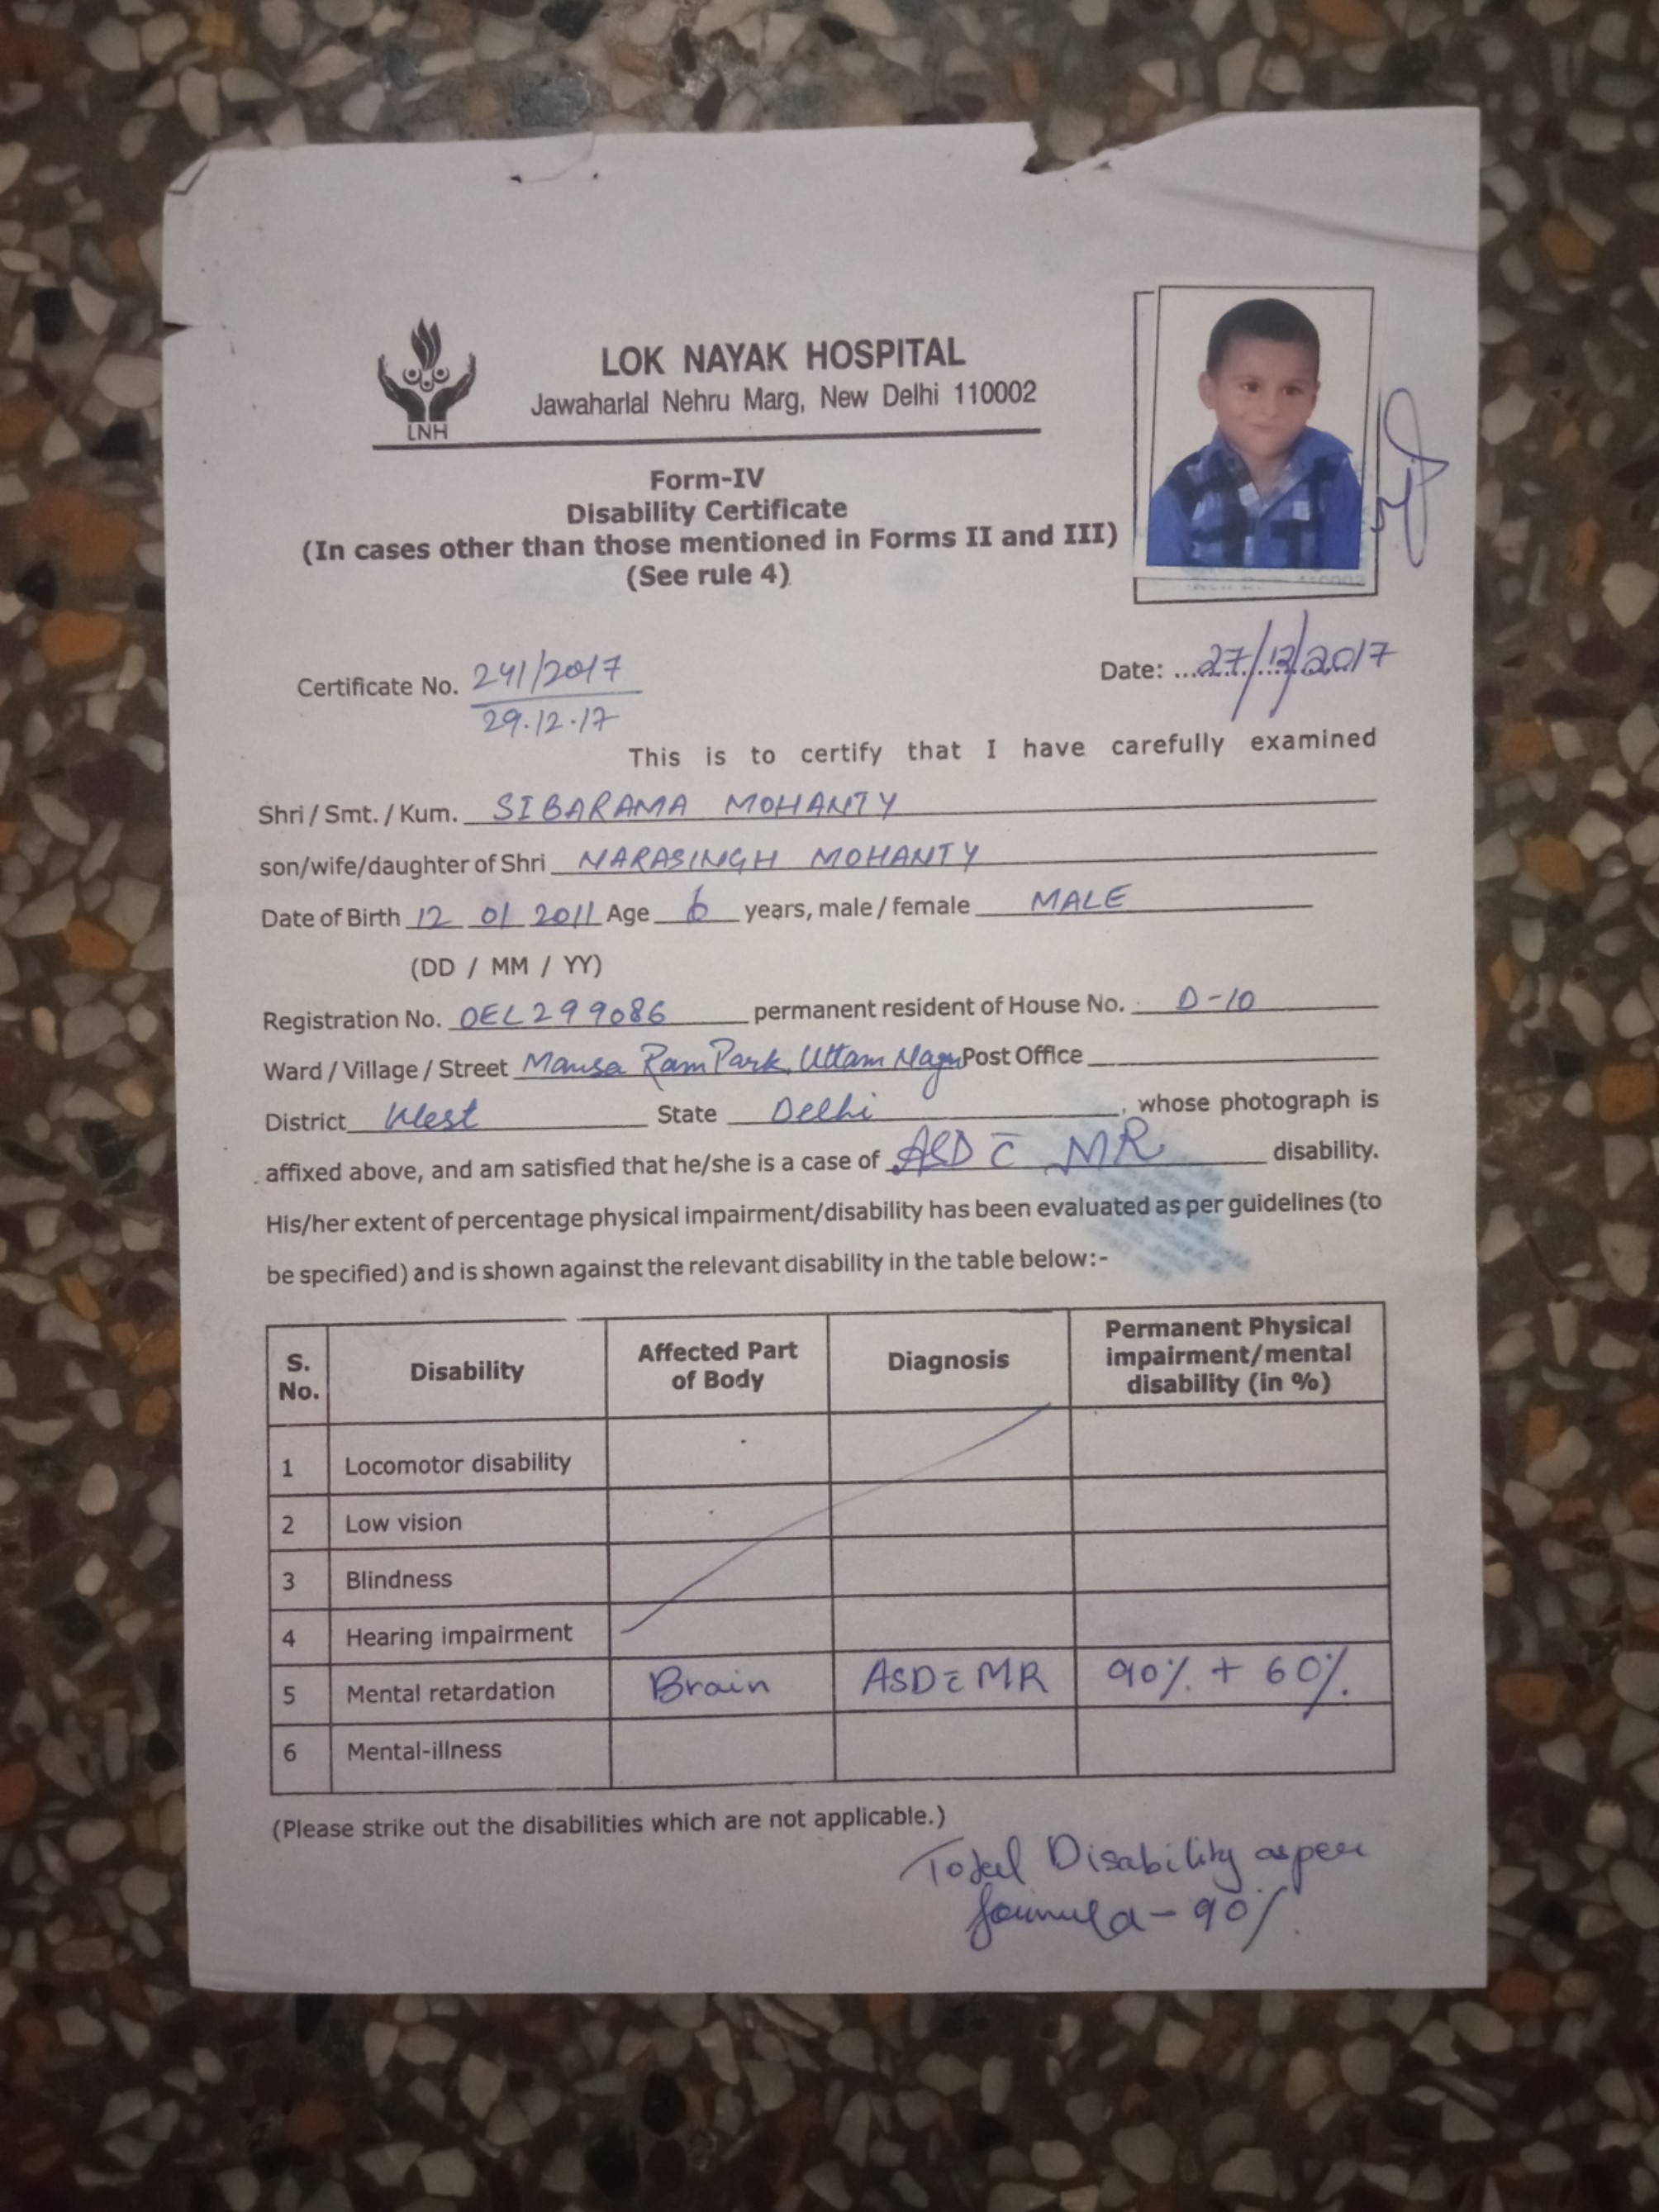 LOK NAYAK HOSPITAL
Jawaharlal Nehru Marg, New Delhi 110002
LNH
Form-IV
Disability Certificate
(In cases other than those mentioned in Forms II and III)
(See rule 4)
Certificate No. 241/2017
29.12.17
Date: 27/12/2017
This is to certify that I have carefully examined
Shri / Smt. / Kum. SIBARAMA MOHANTY
son/wife/daughter of Shri NARASINGH MOHANTY
Date of Birth 12 01 2011 Age 6 years, male / female MALE
(DD / MM / YY)
Registration No. DEL299086 permanent resident of House No. D-10
Ward / Village / Street Mansa Ram Park, Uttam Nagar Post Office
District West State Delhi, whose photograph is
affixed above, and am satisfied that he/she is a case of ASD c̄ MR disability.
His/her extent of percentage physical impairment/disability has been evaluated as per guidelines (to
be specified) and is shown against the relevant disability in the table below:-
S. No. Disability Affected Part of Body Diagnosis Permanent Physical impairment/mental disability (in %)
1 Locomotor disability
2 Low vision
3 Blindness
4 Hearing impairment
5 Mental retardation Brain ASD c̄ MR 90% + 60%
6 Mental-illness
(Please strike out the disabilities which are not applicable.)
Total Disability as per
formula - 90%